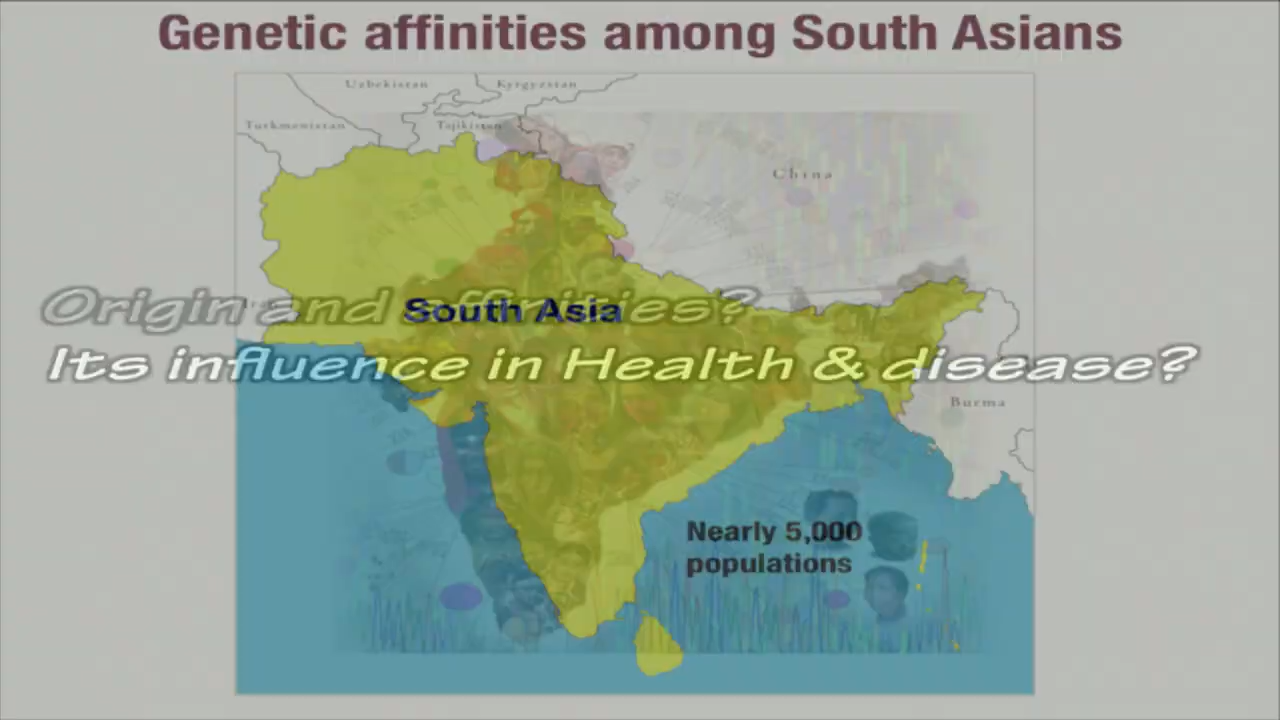 Genetic affinities among South Asians
Uzbekistan
Kyrgyzstan
Turkmenistan
Tajikistan
China
Origin and affinities?
South Asia
Its influence in Health & disease?
Burma
Nearly 5,000
populations